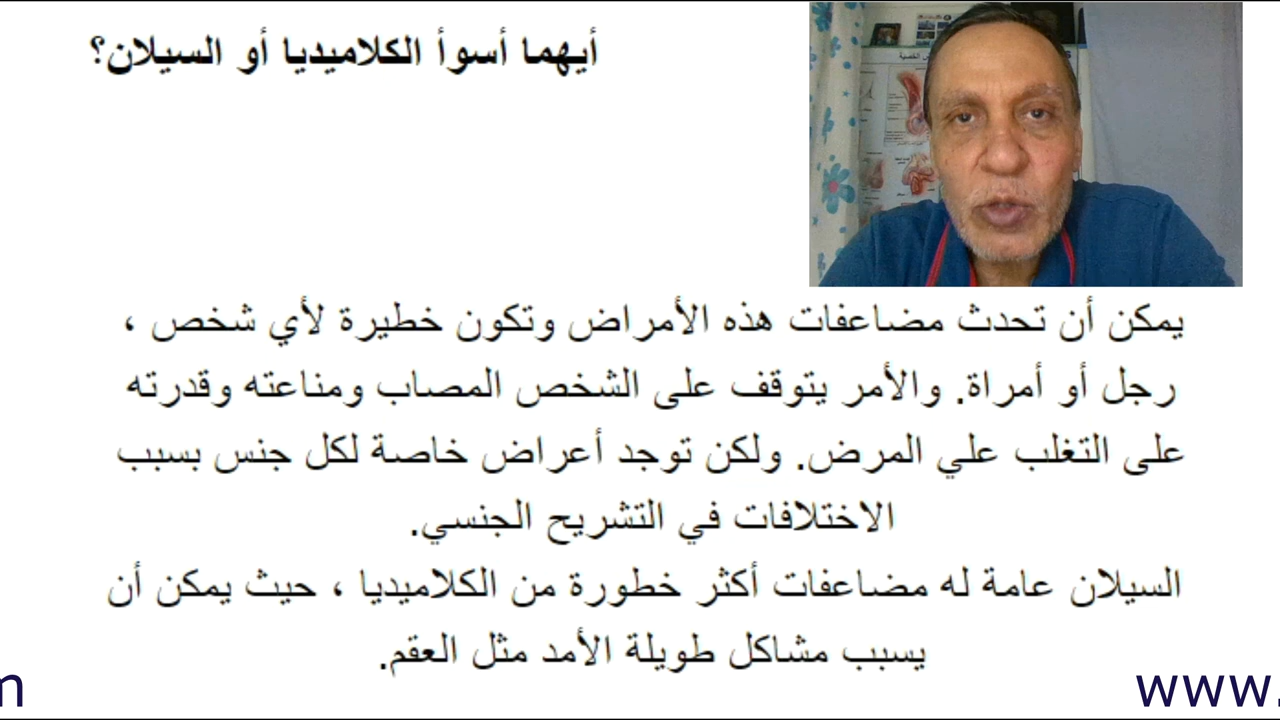 أيهما أسوأ الكلاميديا أو السيلان؟
يمكن أن تحدث مضاعفات هذه الأمراض وتكون خطيرة لأي شخص ،
رجل أو أمراة. والأمر يتوقف على الشخص المصاب ومناعته وقدرته
على التغلب علي المرض. ولكن توجد أعراض خاصة لكل جنس بسبب
الاختلافات في التشريح الجنسي.
السيلان عامة له مضاعفات أكثر خطورة من الكلاميديا ، حيث يمكن أن
يسبب مشاكل طويلة الأمد مثل العقم.
www.